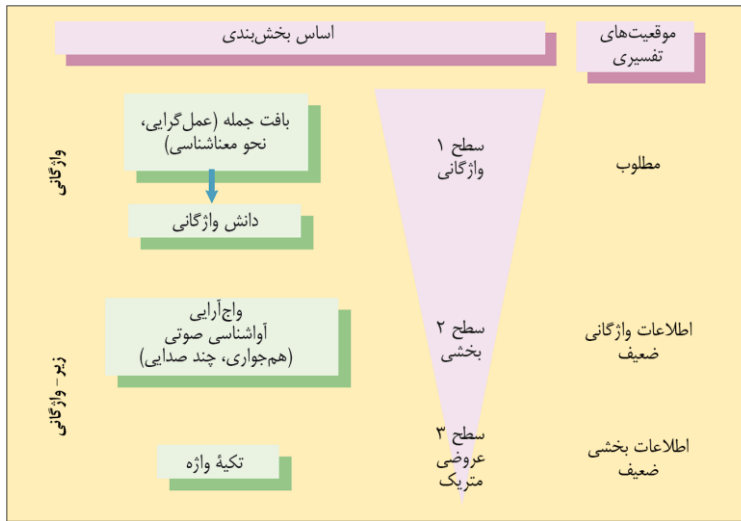 موقعیت‌های
تفسیری
اساس بخش‌بندی
مطلوب
سطح ۱
واژگانی
بافت جمله (عمل‌گرایی،
نحو معناشناسی)
دانش واژگانی
واژگانی
اطلاعات واژگانی
ضعیف
سطح ۲
بخشی
واج‌آرایی
آواشناسی صوتی
(هم‌جواری، چند صدایی)
زیر - واژگانی
اطلاعات بخشی
ضعیف
سطح ۳
عروضی
متریک
تکیۀ واژه